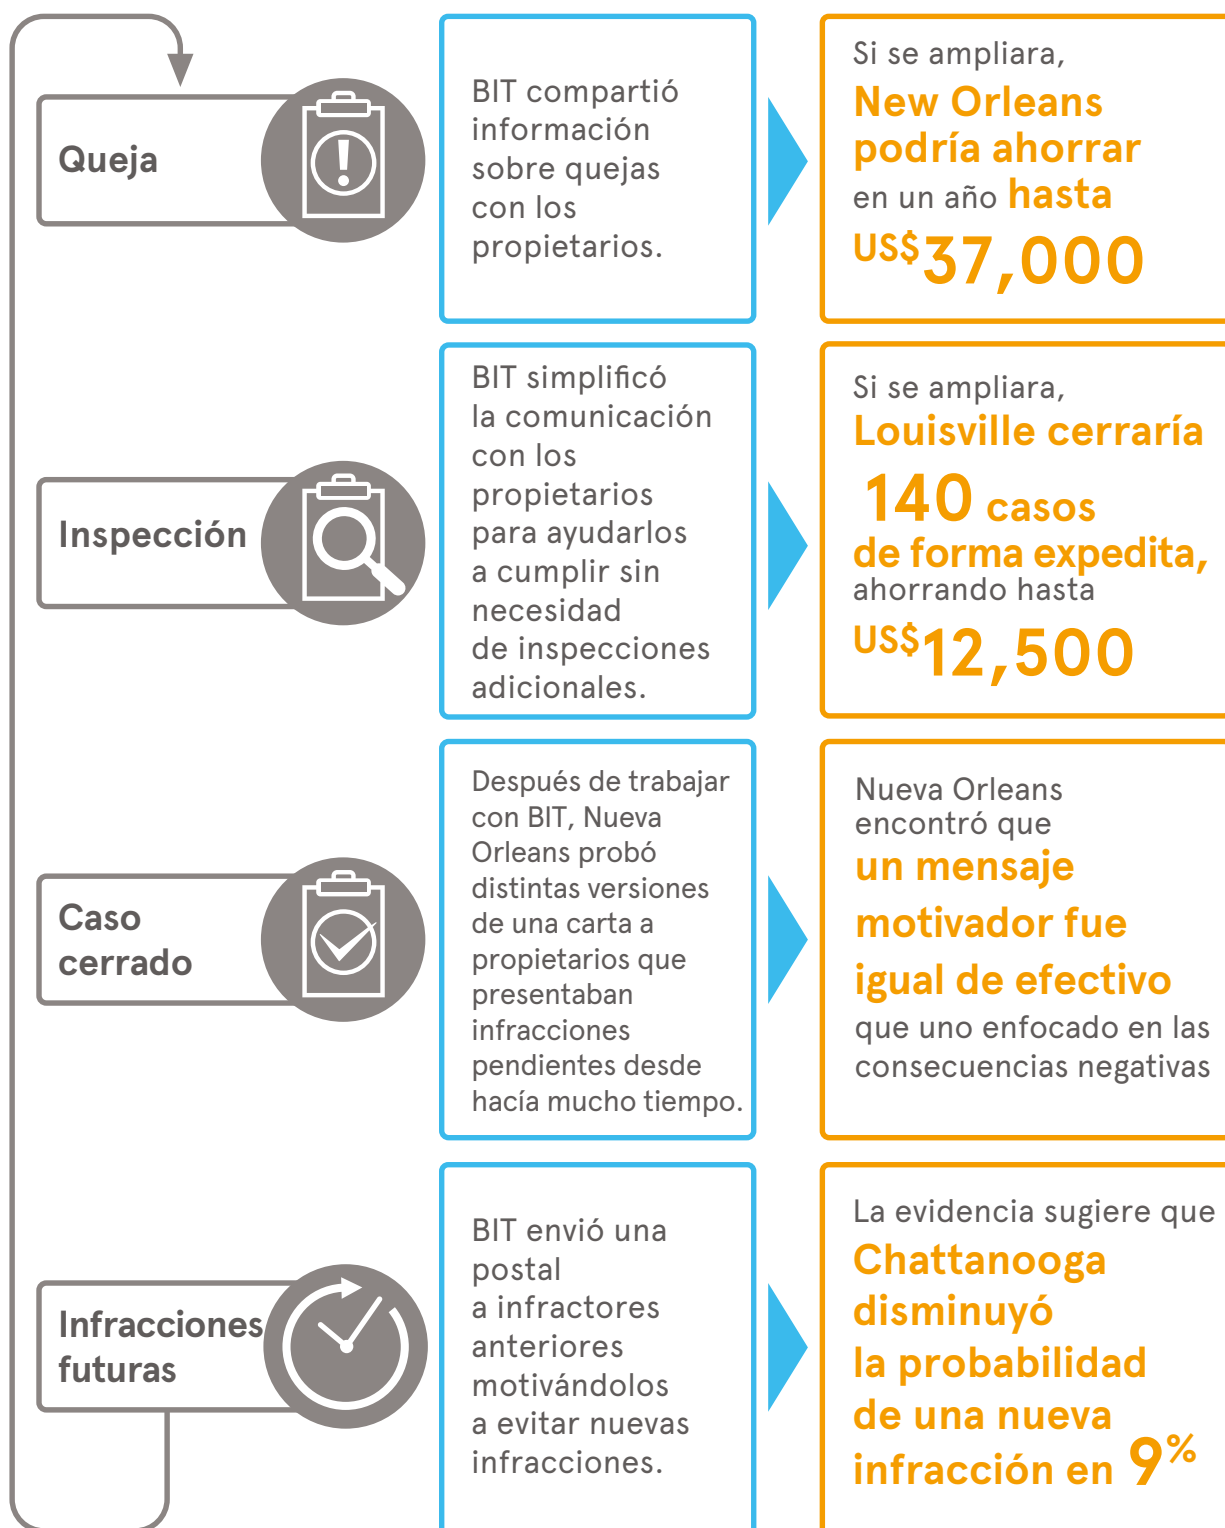 Queja
BIT compartió
información
sobre quejas
con los
propietarios.
Si se ampliara,
New Orleans
podría ahorrar
en un año hasta
US$37,000
Inspección
BIT simplificó
la comunicación
con los
propietarios
para ayudarlos
a cumplir sin
necesidad
de inspecciones
adicionales.
Si se ampliara,
Louisville cerraría
140 casos
de forma expedita,
ahorrando hasta
US$12,500
Caso
cerrado
Después de trabajar
con BIT, Nueva
Orleans probó
distintas versiones
de una carta a
propietarios que
presentaban
infracciones
pendientes desde
hacía mucho tiempo.
Nueva Orleans
encontró que
un mensaje
motivador fue
igual de efectivo
que uno enfocado en las
consecuencias negativas
Infracciones
futuras
BIT envió una
postal
a infractores
anteriores
motivándolos
a evitar nuevas
infracciones.
La evidencia sugiere que
Chattanooga
disminuyó
la probabilidad
de una nueva
infracción en 9%